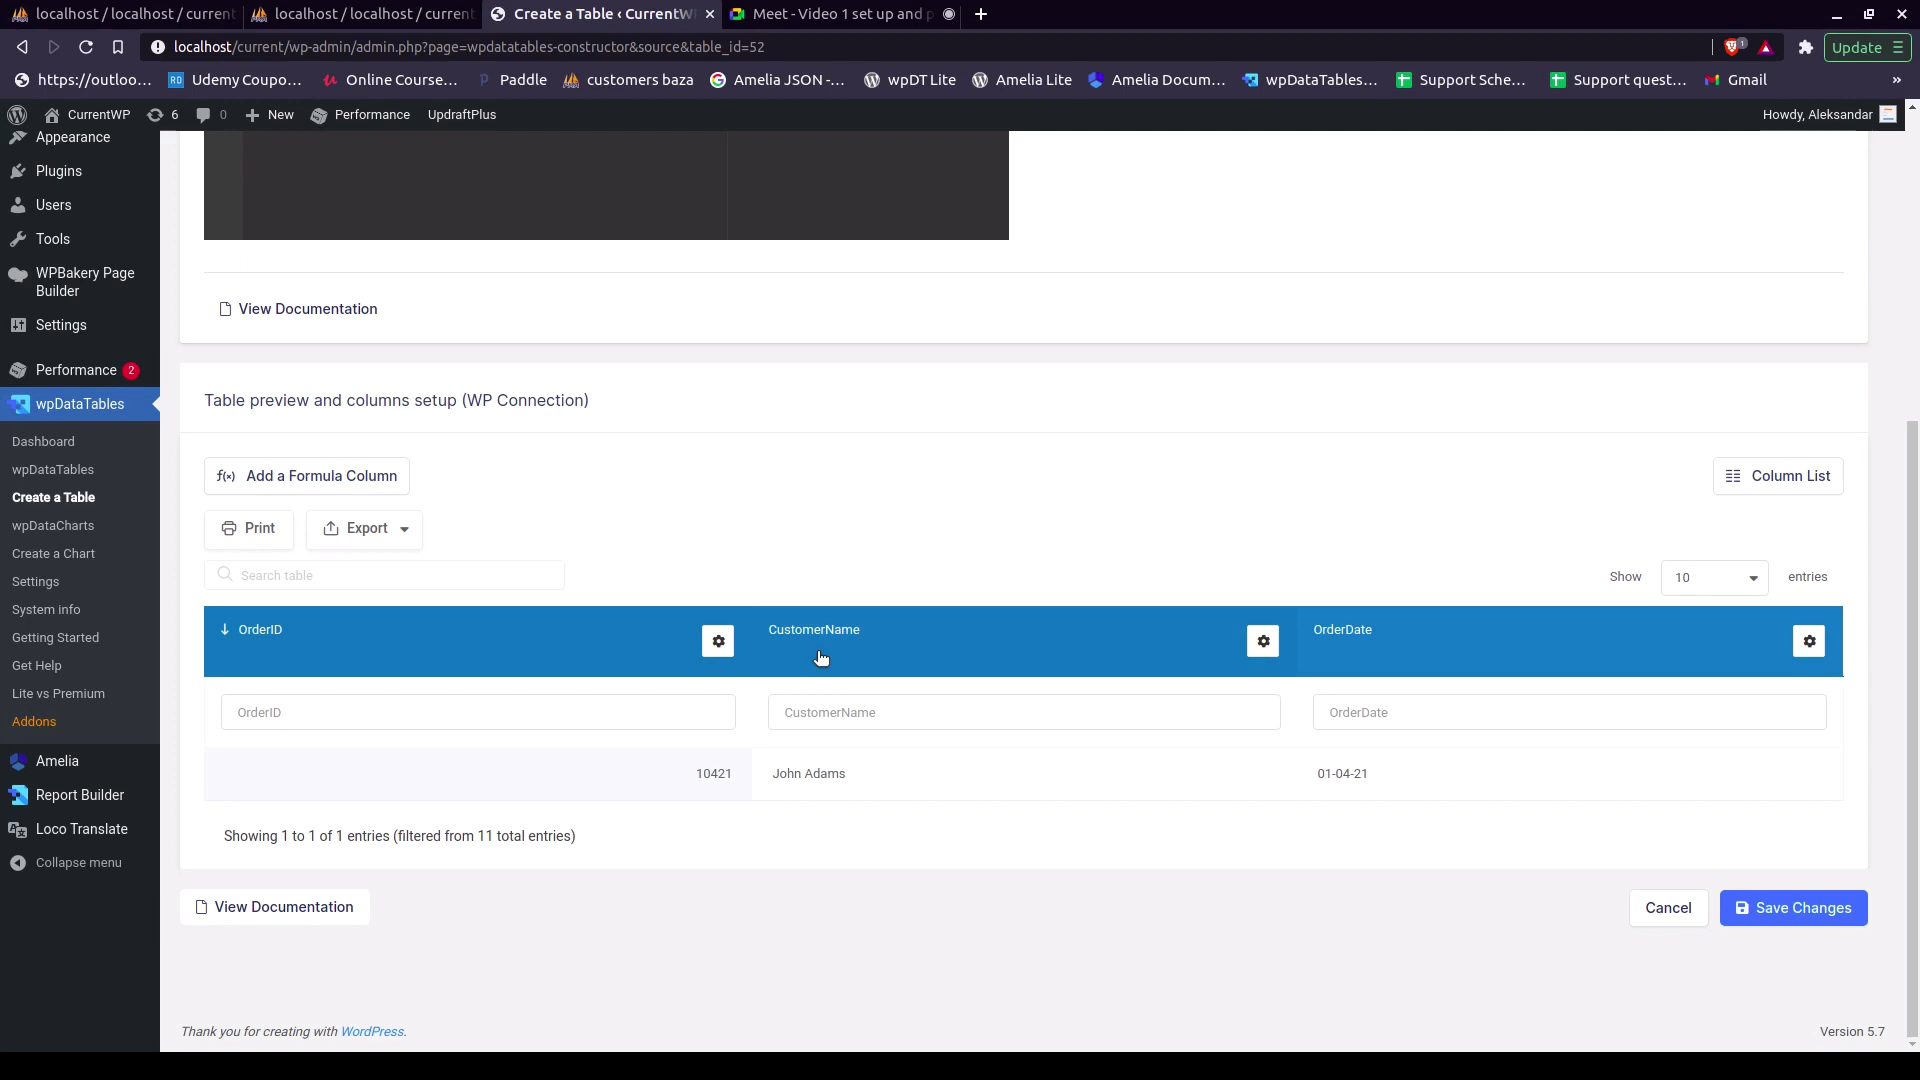 localhost / localhost / current
localhost / localhost / current
Create a Table ‹ CurrentW
Meet - Video 1 set up and p
localhost/current/wp-admin/admin.php?page=wpdatatables-constructor&source&table_id=52
1
Update
https://outloo...
RD Udemy Coupo...
Online Course...
Paddle
customers baza
Amelia JSON -...
wpDT Lite
Amelia Lite
Amelia Docum...
wpDataTables...
Support Sche...
Support quest...
Gmail
»
CurrentWP
6
0
New
Performance
UpdraftPlus
Howdy, Aleksandar
Appearance
Plugins
Users
Tools
WPBakery Page
Builder
Settings
Performance 2
wpDataTables
Dashboard
wpDataTables
Create a Table
wpDataCharts
Create a Chart
Settings
System info
Getting Started
Get Help
Lite vs Premium
Addons
Amelia
Report Builder
Loco Translate
Collapse menu
View Documentation
Table preview and columns setup (WP Connection)
f(x) Add a Formula Column
Column List
Print
Export
Search table
Show 10 entries
OrderID
CustomerName
OrderDate
OrderID
CustomerName
OrderDate
10421
John Adams
01-04-21
Showing 1 to 1 of 1 entries (filtered from 11 total entries)
View Documentation
Cancel
Save Changes
Thank you for creating with WordPress.
Version 5.7